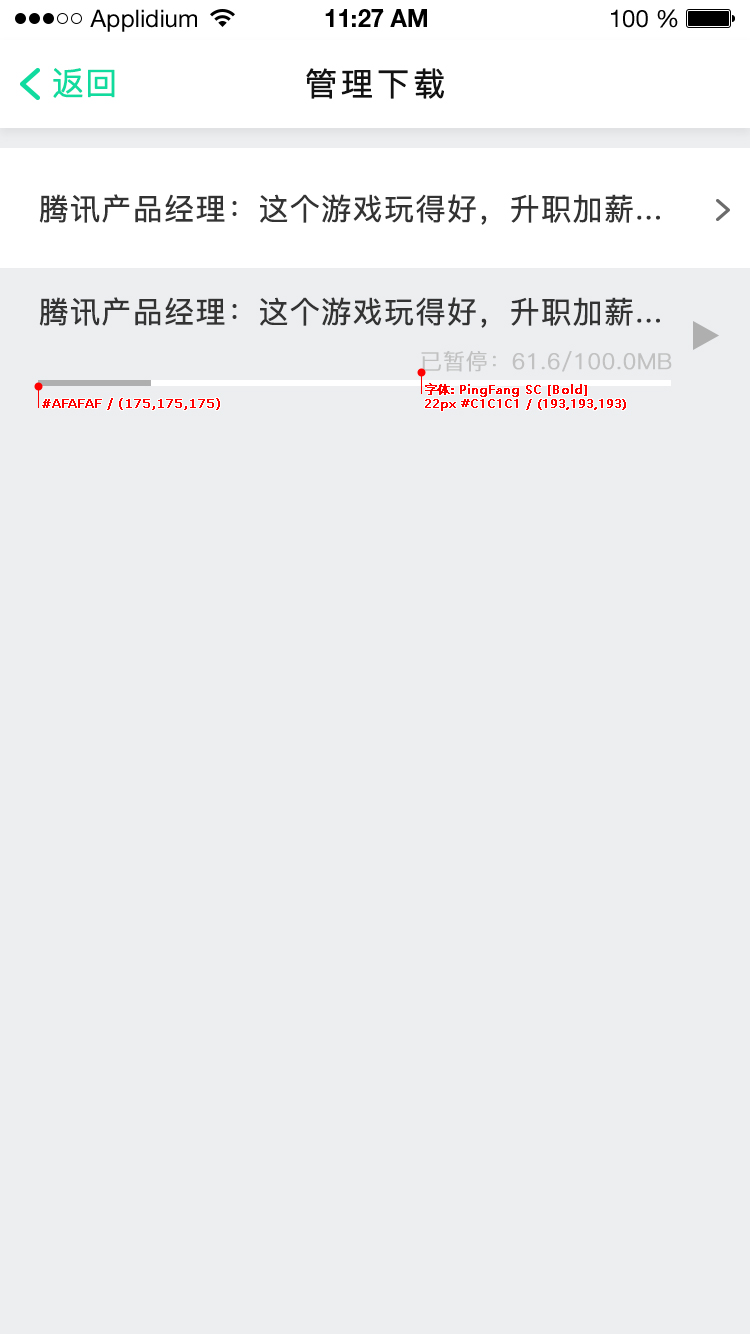 Applidium 11:27 AM 100 %
返回 管理下载
腾讯产品经理：这个游戏玩得好，升职加薪...
腾讯产品经理：这个游戏玩得好，升职加薪...
已暂停：61.6/100.0MB
字体: PingFang SC [Bold]
#AFAFAF / (175,175,175) 22px #C1C1C1 / (193,193,193)